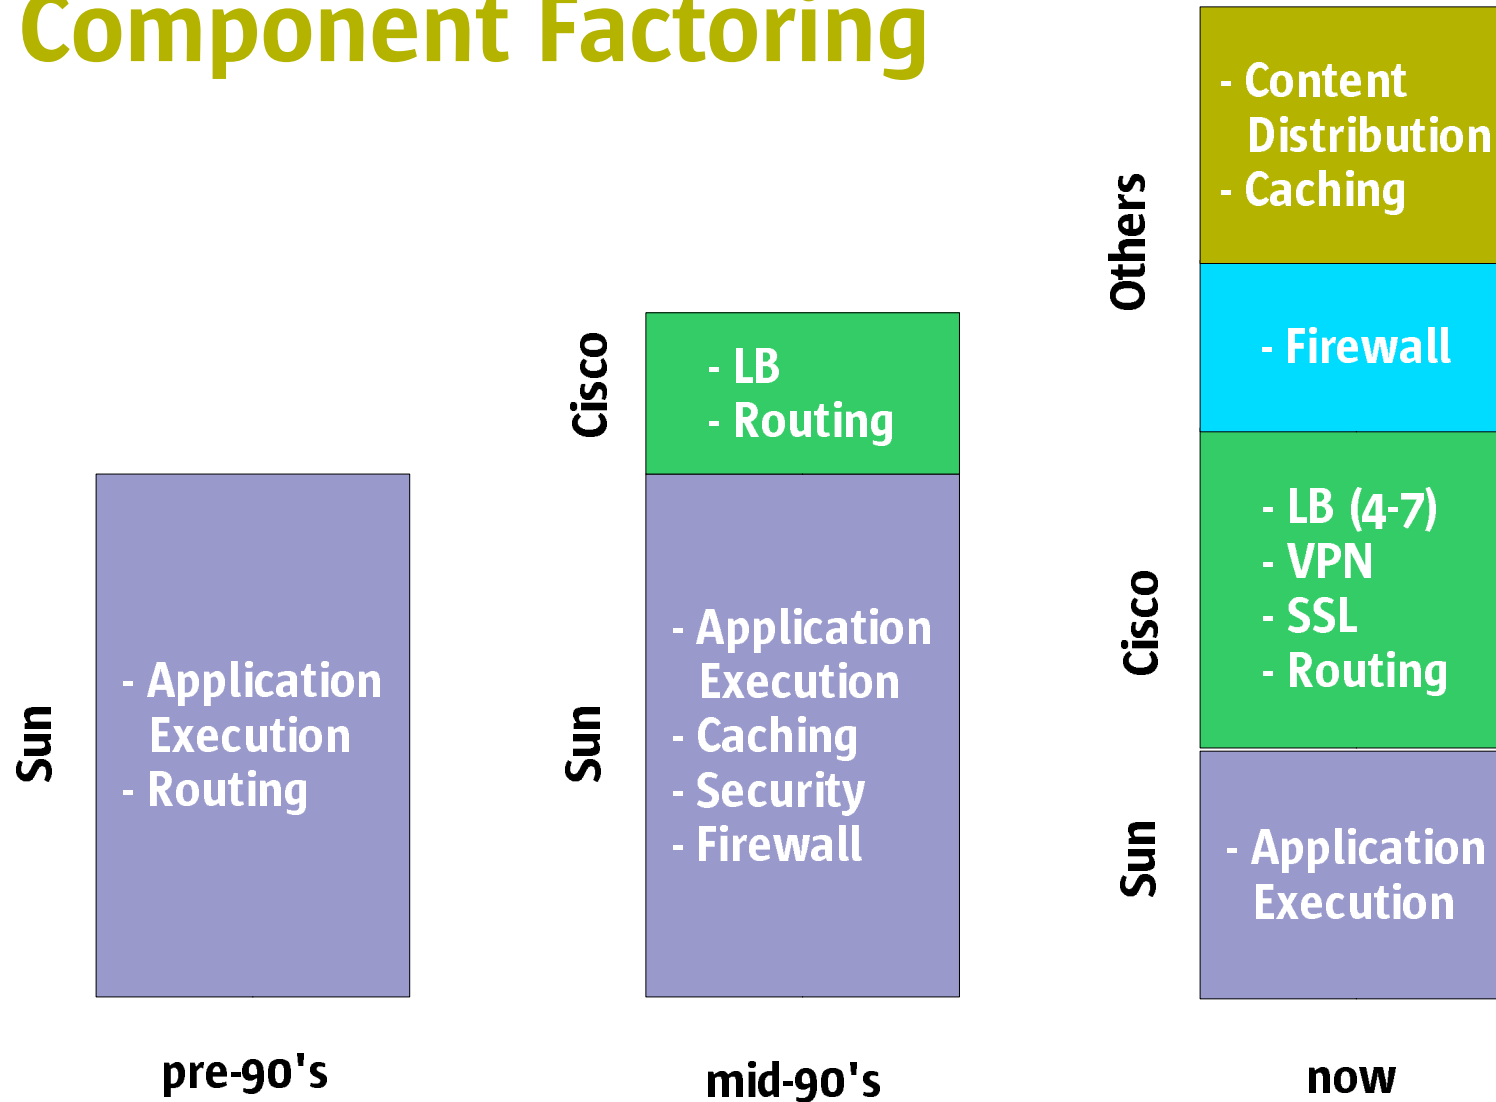 Component Factoring
Sun
- Application
Execution
- Routing
pre-90's
Cisco
- LB
- Routing
Sun
- Application
Execution
- Caching
- Security
- Firewall
mid-90's
Others
- Content
Distribution
- Caching
- Firewall
Cisco
- LB (4-7)
- VPN
- SSL
- Routing
Sun
- Application
Execution
now